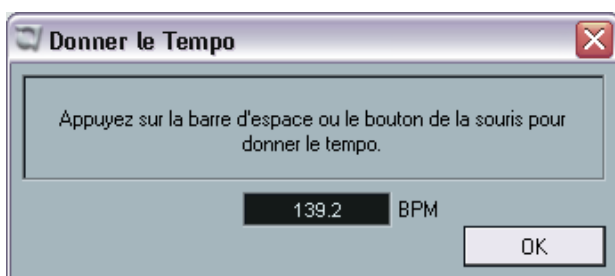 Donner le Tempo
Appuyez sur la barre d'espace ou le bouton de la souris pour
donner le tempo.
139.2 BPM
OK